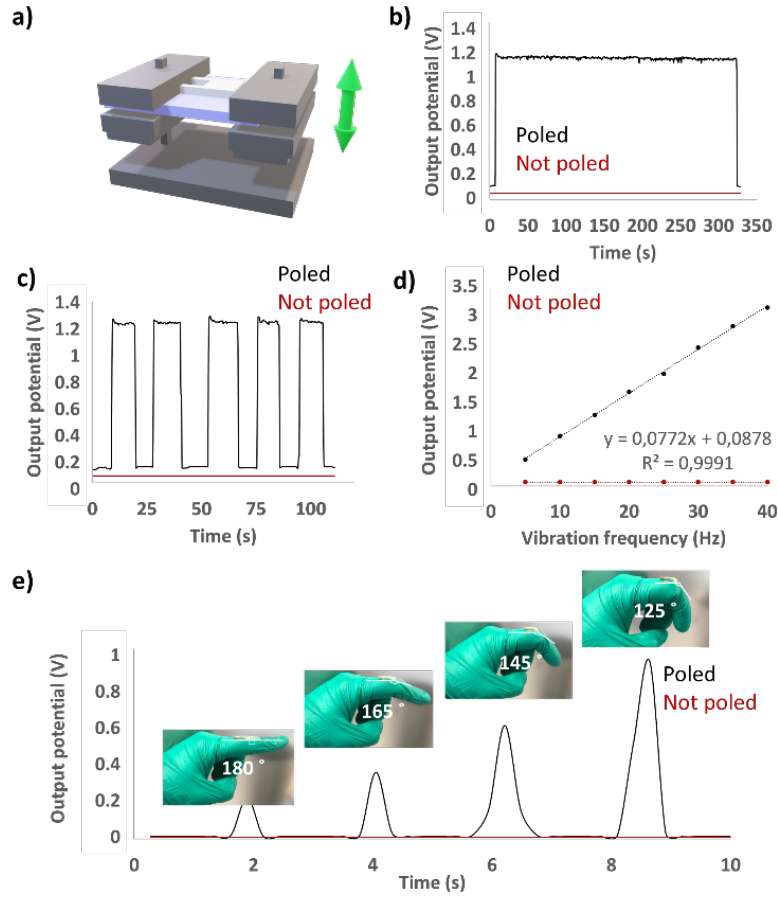 a)
b)
Output potential (V)
1.4
1.2
1
0.8
0.6
0.4
0.2
0
Poled
Not poled
0 50 100 150 200 250 300 350
Time (s)
c)
Poled
Not poled
Output potential (V)
1.4
1.2
1
0.8
0.6
0.4
0.2
0
0 25 50 75 100
Time (s)
d)
Poled
Not poled
Output potential (V)
3.5
3
2.5
2
1.5
1
0.5
0
y = 0,0772x + 0,0878
R² = 0,9991
0 10 20 30 40
Vibration frequency (Hz)
e)
Output potential (V)
1
0.8
0.6
0.4
0.2
0
180 °
165 °
145 °
125 °
Poled
Not poled
0 2 4 6 8 10
Time (s)